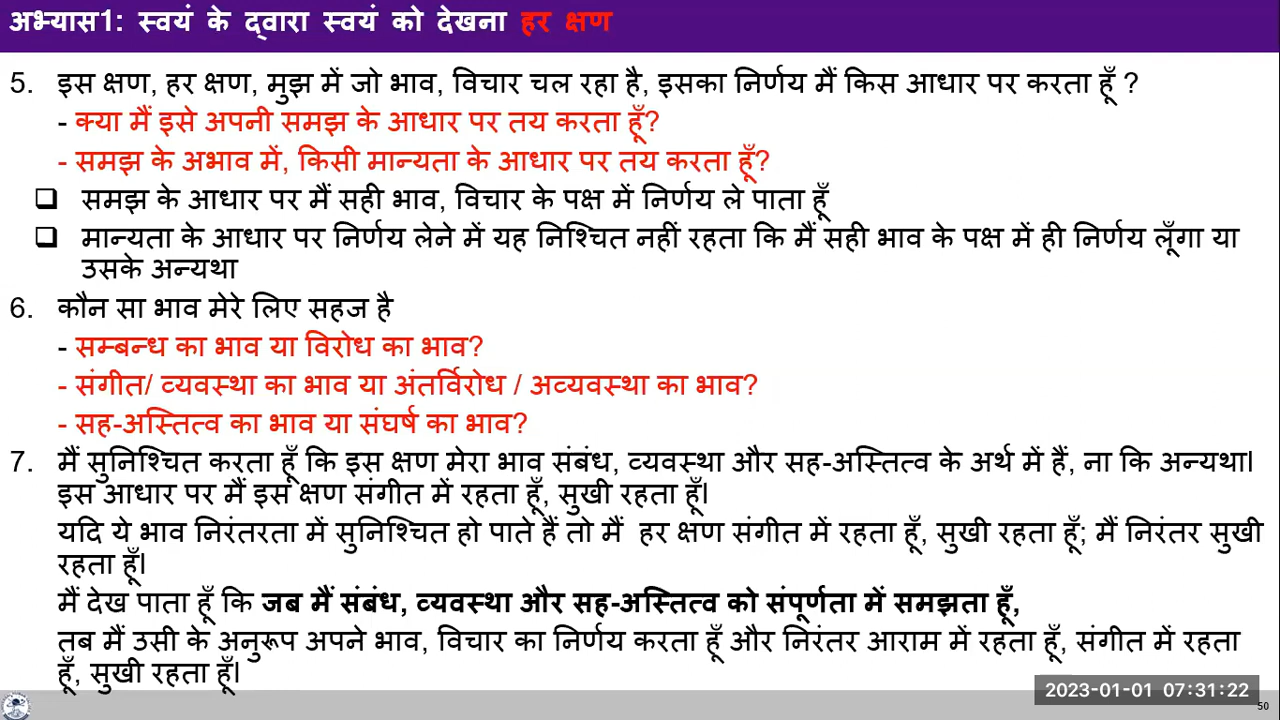 अभ्यास1: स्वयं के द्वारा स्वयं को देखना हर क्षण
5. इस क्षण, हर क्षण, मुझ में जो भाव, विचार चल रहा है, इसका निर्णय मैं किस आधार पर करता हूँ ?
- क्या मैं इसे अपनी समझ के आधार पर तय करता हूँ?
- समझ के अभाव में, किसी मान्यता के आधार पर तय करता हूँ?
❑ समझ के आधार पर मैं सही भाव, विचार के पक्ष में निर्णय ले पाता हूँ
❑ मान्यता के आधार पर निर्णय लेने में यह निश्चित नहीं रहता कि मैं सही भाव के पक्ष में ही निर्णय लूँगा या
उसके अन्यथा
6. कौन सा भाव मेरे लिए सहज है
- सम्बन्ध का भाव या विरोध का भाव?
- संगीत/ व्यवस्था का भाव या अंतर्विरोध / अव्यवस्था का भाव?
- सह-अस्तित्व का भाव या संघर्ष का भाव?
7. मैं सुनिश्चित करता हूँ कि इस क्षण मेरा भाव संबंध, व्यवस्था और सह-अस्तित्व के अर्थ में हैं, ना कि अन्यथा।
इस आधार पर मैं इस क्षण संगीत में रहता हूँ, सुखी रहता हूँ।
यदि ये भाव निरंतरता में सुनिश्चित हो पाते हैं तो मैं हर क्षण संगीत में रहता हूँ, सुखी रहता हूँ; मैं निरंतर सुखी
रहता हूँ।
मैं देख पाता हूँ कि जब मैं संबंध, व्यवस्था और सह-अस्तित्व को संपूर्णता में समझता हूँ,
तब मैं उसी के अनुरूप अपने भाव, विचार का निर्णय करता हूँ और निरंतर आराम में रहता हूँ, संगीत में रहता
हूँ, सुखी रहता हूँ।
2023-01-01 07:31:22
50